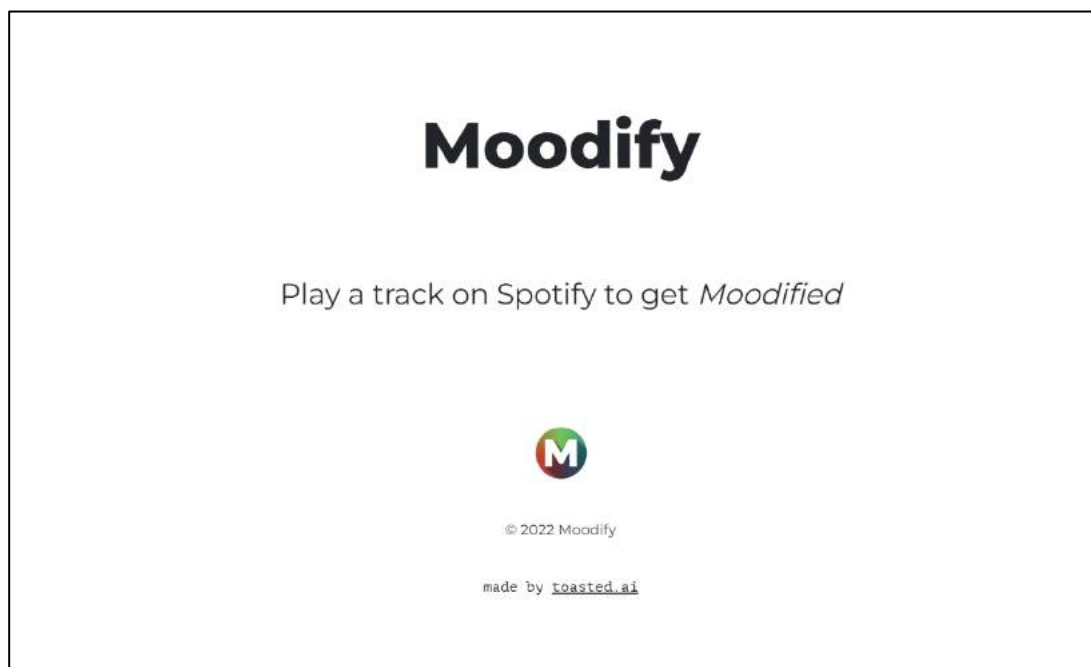 Moodify
Play a track on Spotify to get Moodified
M
© 2022 Moodify
made by toasted.ai